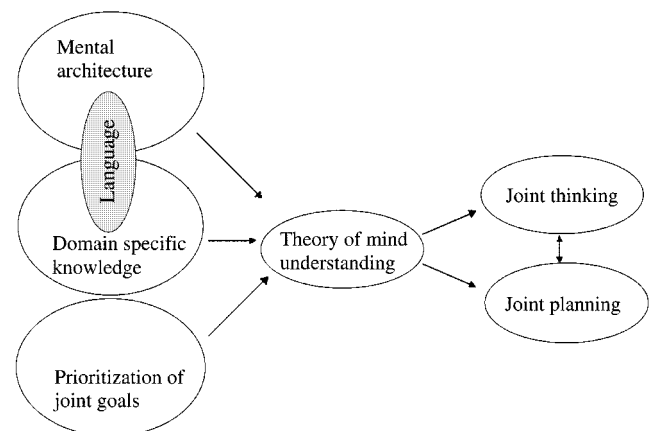 Mental
architecture
Language
Domain specific
knowledge
Prioritization of
joint goals
Theory of mind
understanding
Joint thinking
Joint planning